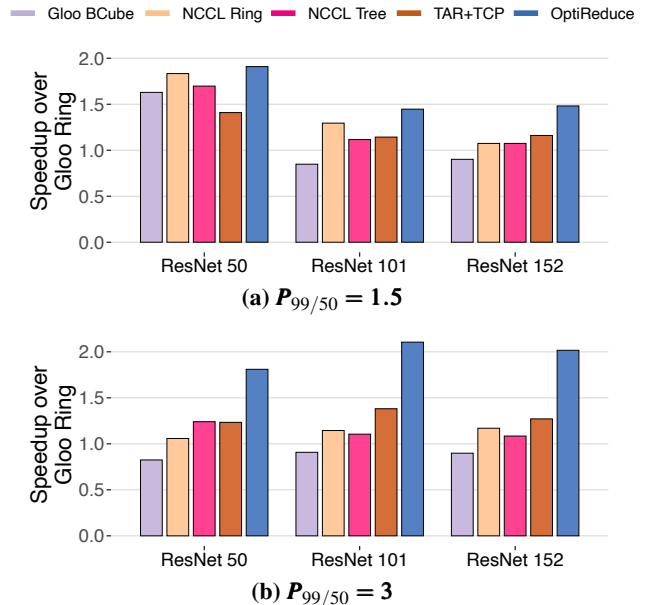 Gloo BCube NCCL Ring NCCL Tree TAR+TCP OptiReduce
Speedup over
Gloo Ring
2.0
1.5
1.0
0.5
0.0
ResNet 50 ResNet 101 ResNet 152
(a) P99/50 = 1.5
Speedup over
Gloo Ring
2.0
1.5
1.0
0.5
0.0
ResNet 50 ResNet 101 ResNet 152
(b) P99/50 = 3